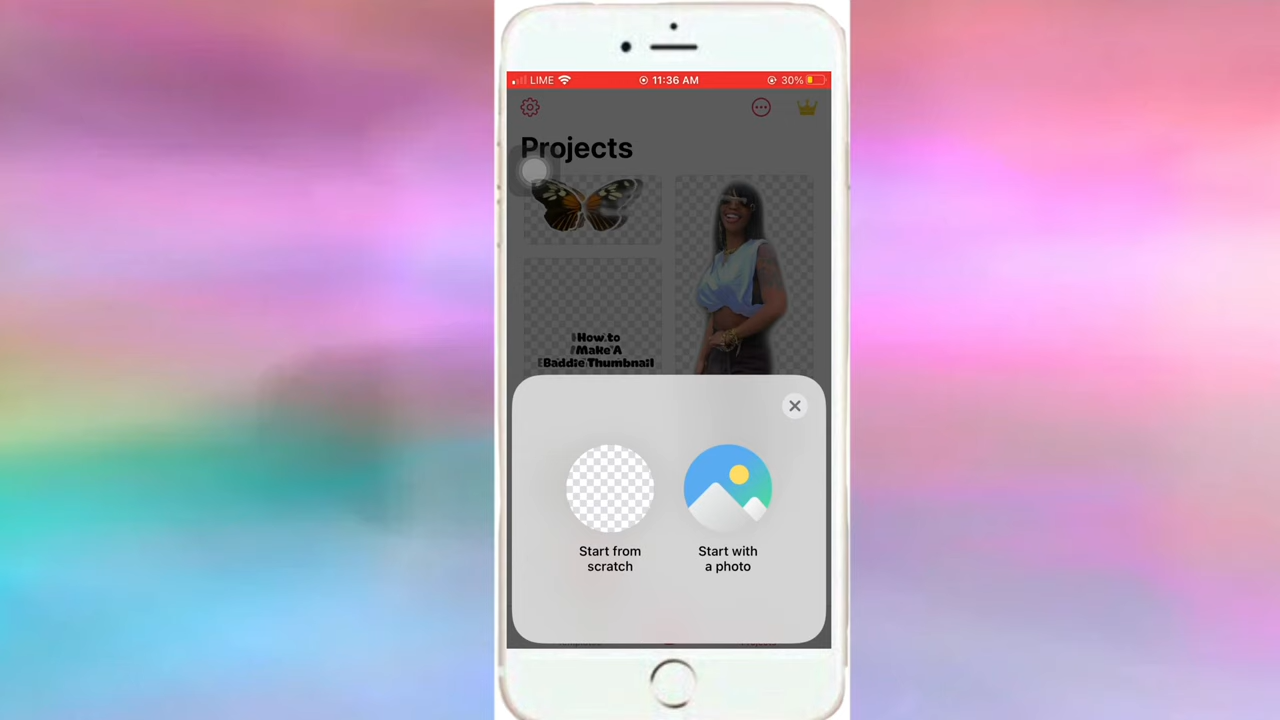 LIME
11:36 AM
30%
Projects
How to
Make A
Baddie Thumbnail
Start from
scratch
Start with
a photo